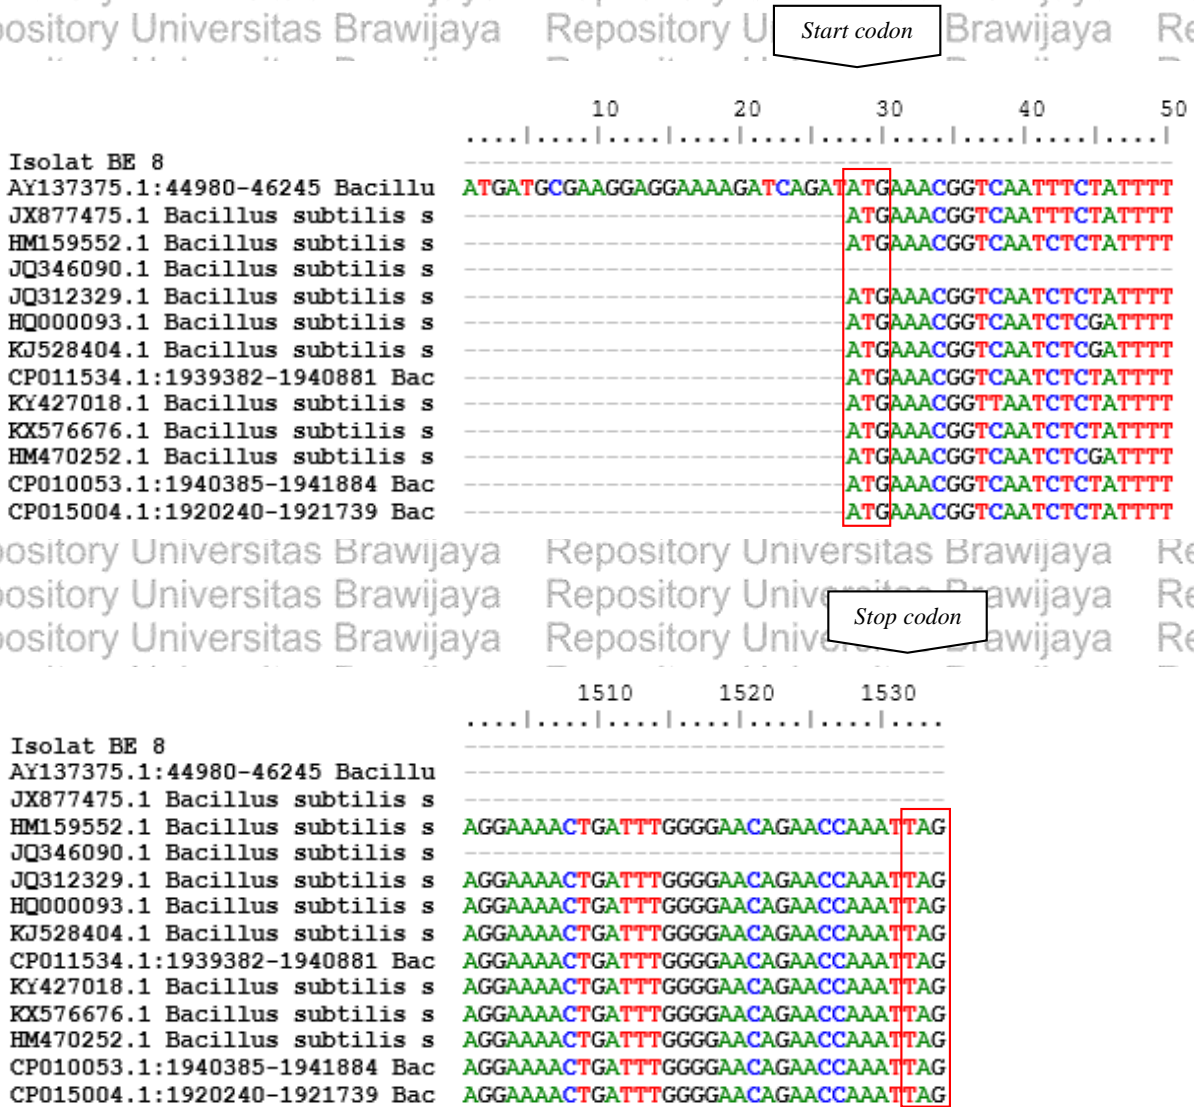 pository Universitas Brawijaya Repository U Start codon Brawijaya Re
10 20 30 40 50
....|....|....|....|....|....|....|....|....|....|
Isolat BE 8 --------------------------------------------------
AY137375.1:44980-46245 Bacillu ATGATGCGAAGGAGGAAAAGATCAGATATGAAACGGTCAATTTCTATTTT
JX877475.1 Bacillus subtilis s ---------------------------ATGAAACGGTCAATTTCTATTTT
HM159552.1 Bacillus subtilis s ---------------------------ATGAAACGGTCAATCTCTATTTT
JQ346090.1 Bacillus subtilis s --------------------------------------------------
JQ312329.1 Bacillus subtilis s ---------------------------ATGAAACGGTCAATCTCTATTTT
HQ000093.1 Bacillus subtilis s ---------------------------ATGAAACGGTCAATCTCGATTTT
KJ528404.1 Bacillus subtilis s ---------------------------ATGAAACGGTCAATCTCGATTTT
CP011534.1:1939382-1940881 Bac ---------------------------ATGAAACGGTCAATCTCTATTTT
KY427018.1 Bacillus subtilis s ---------------------------ATGAAACGGTTAATCTCTATTTT
KX576676.1 Bacillus subtilis s ---------------------------ATGAAACGGTCAATCTCTATTTT
HM470252.1 Bacillus subtilis s ---------------------------ATGAAACGGTCAATCTCGATTTT
CP010053.1:1940385-1941884 Bac ---------------------------ATGAAACGGTCAATCTCTATTTT
CP015004.1:1920240-1921739 Bac ---------------------------ATGAAACGGTCAATCTCTATTTT
pository Universitas Brawijaya Repository Universitas Brawijaya Re
pository Universitas Brawijaya Repository Universitas Brawijaya Re
pository Universitas Brawijaya Repository Unive Stop codon rawijaya Re
1510 1520 1530
....|....|....|....|....|....|....
Isolat BE 8 ----------------------------------
AY137375.1:44980-46245 Bacillu ----------------------------------
JX877475.1 Bacillus subtilis s ----------------------------------
HM159552.1 Bacillus subtilis s AGGAAAACTGATTTGGGGAACAGAACCAAATTAG
JQ346090.1 Bacillus subtilis s ----------------------------------
JQ312329.1 Bacillus subtilis s AGGAAAACTGATTTGGGGAACAGAACCAAATTAG
HQ000093.1 Bacillus subtilis s AGGAAAACTGATTTGGGGAACAGAACCAAATTAG
KJ528404.1 Bacillus subtilis s AGGAAAACTGATTTGGGGAACAGAACCAAATTAG
CP011534.1:1939382-1940881 Bac AGGAAAACTGATTTGGGGAACAGAACCAAATTAG
KY427018.1 Bacillus subtilis s AGGAAAACTGATTTGGGGAACAGAACCAAATTAG
KX576676.1 Bacillus subtilis s AGGAAAACTGATTTGGGGAACAGAACCAAATTAG
HM470252.1 Bacillus subtilis s AGGAAAACTGATTTGGGGAACAGAACCAAATTAG
CP010053.1:1940385-1941884 Bac AGGAAAACTGATTTGGGGAACAGAACCAAATTAG
CP015004.1:1920240-1921739 Bac AGGAAAACTGATTTGGGGAACAGAACCAAATTAG